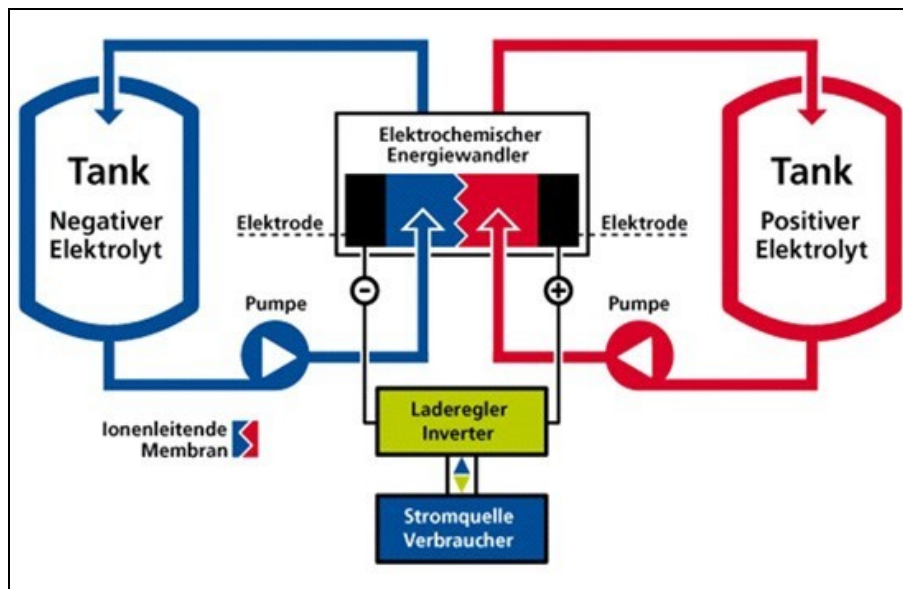 Elektrochemischer
Energiewandler
Tank
Negativer
Elektrolyt
Elektrode
Elektrode
Tank
Positiver
Elektrolyt
-
+
Pumpe
Pumpe
Laderegler
Inverter
Ionenleitende
Membran
Stromquelle
Verbraucher